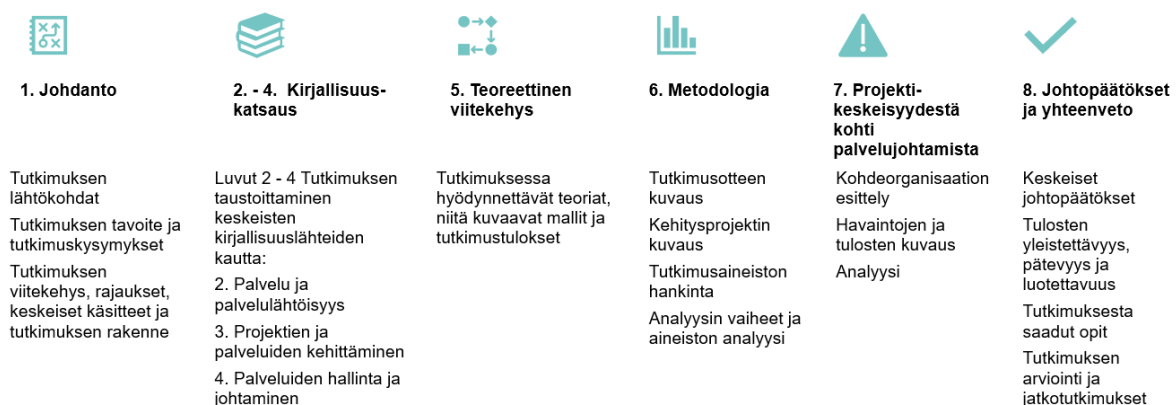 1. Johdanto
Tutkimuksen
lähtökohdat
Tutkimuksen tavoite ja
tutkimuskysymykset
Tutkimuksen
viitekehys, rajaukset,
keskeiset käsitteet ja
tutkimuksen rakenne
2. - 4. Kirjallisuus-
katsaus
Luvut 2 - 4 Tutkimuksen
taustoittaminen
keskeisten
kirjallisuuslähteiden
kautta:
2. Palvelu ja
palvelulähtöisyys
3. Projektien ja
palveluiden kehittäminen
4. Palveluiden hallinta ja
johtaminen
5. Teoreettinen
viitekehys
Tutkimuksessa
hyödynnettävät teoriat,
niitä kuvaavat mallit ja
tutkimustulokset
6. Metodologia
Tutkimusotteen
kuvaus
Kehitysprojektin
kuvaus
Tutkimusaineiston
hankinta
Analyysin vaiheet ja
aineiston analyysi
7. Projekti-
keskeisyydestä
kohti
palvelujohtamista
Kohdeorganisaation
esittely
Havaintojen ja
tulosten kuvaus
Analyysi
8. Johtopäätökset
ja yhteenveto
Keskeiset
johtopäätökset
Tulosten
yleistettävyys,
pätevyys ja
luotettavuus
Tutkimuksesta
saadut opit
Tutkimuksen
arviointi ja
jatkotutkimukset